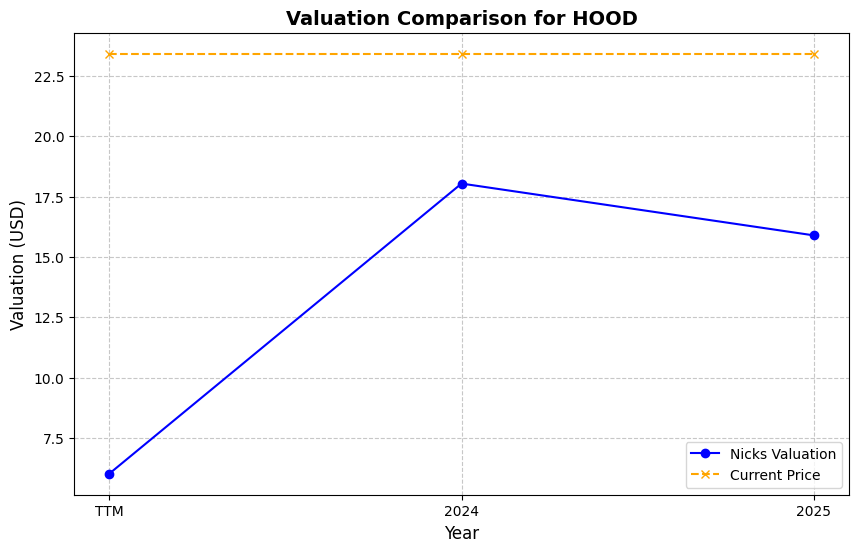 Valuation Comparison for HOOD
Valuation (USD)
22.5
20.0
17.5
15.0
12.5
10.0
7.5
TTM
2024
2025
Year
Nicks Valuation
Current Price